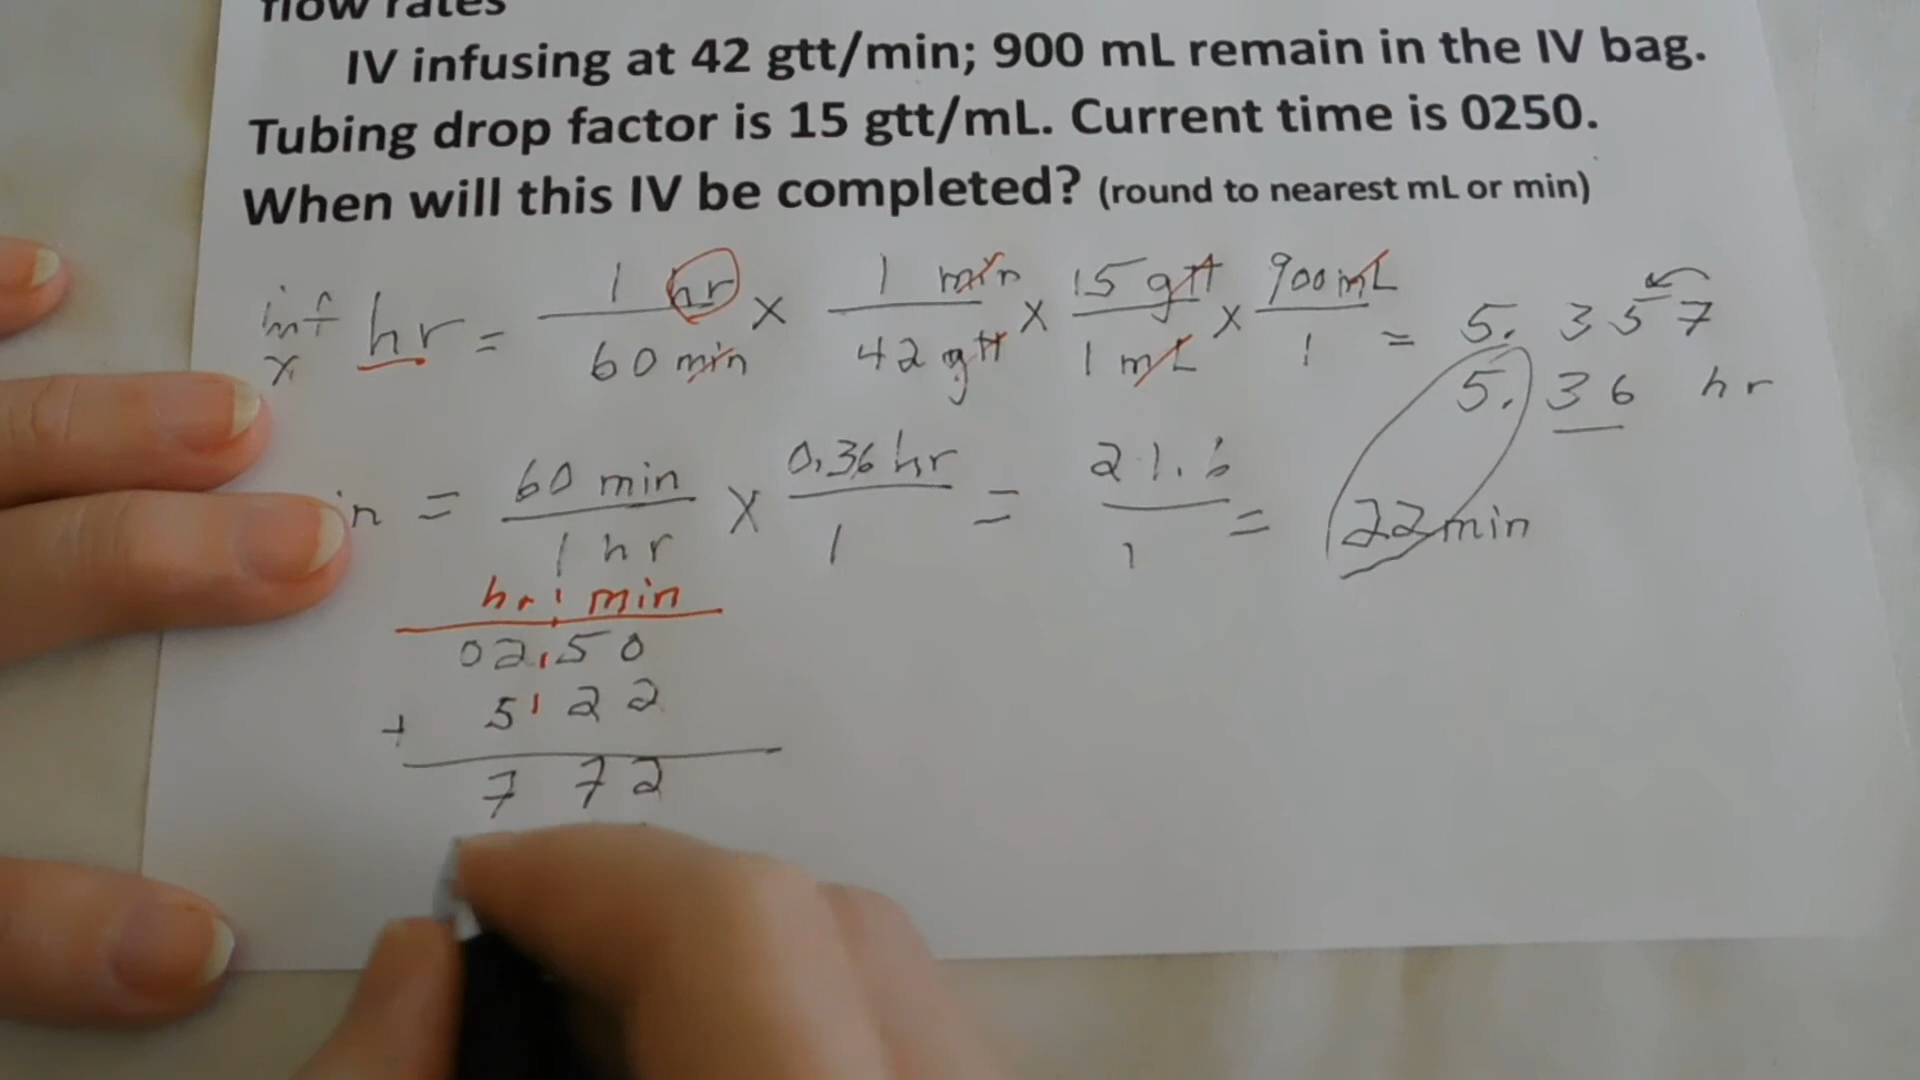 flow rates
IV infusing at 42 gtt/min; 900 mL remain in the IV bag.
Tubing drop factor is 15 gtt/mL. Current time is 0250.
When will this IV be completed? (round to nearest mL or min)
inf hr = 1 hr / 60 min x 1 min / 42 gtt x 15 gtt / 1 mL x 900 mL / 1 = 5.357
x 5.36 hr
in = 60 min / 1 hr x 0.36 hr / 1 = 21.6 / 1 = 22 min
hr : min
02:50
+ 5 22
7 72